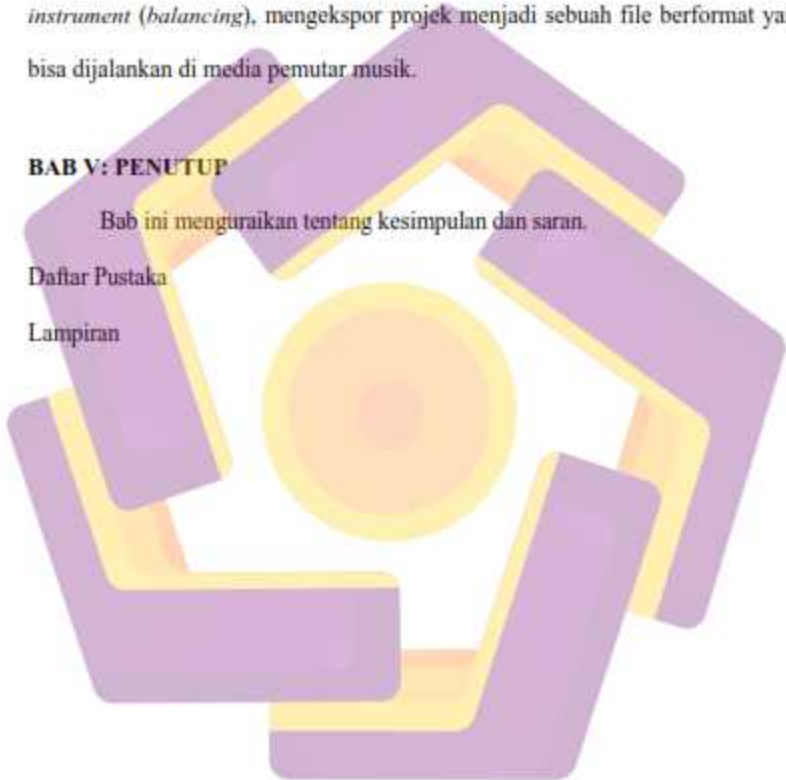 instrument (balancing), mengekspor projek menjadi sebuah file berformat ya
bisa dijalankan di media pemutar musik.
BAB V: PENUTUP
Bab ini menguraikan tentang kesimpulan dan saran.
Daftar Pustaka
Lampiran